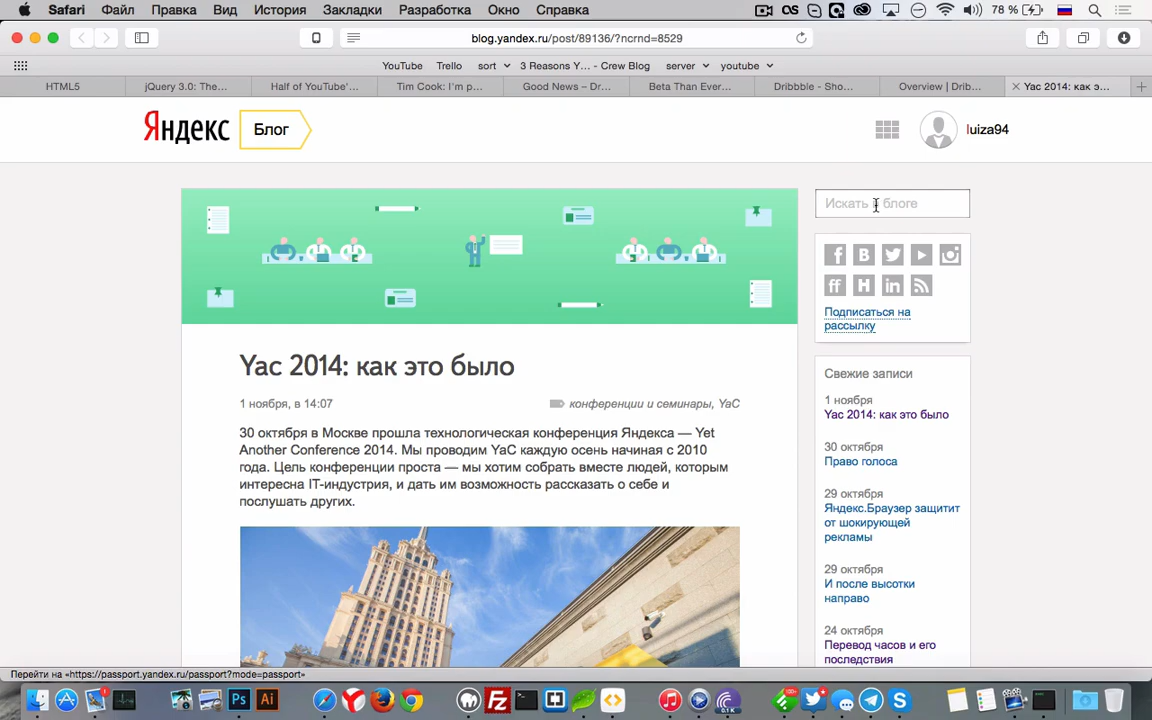 Safari Файл Правка Вид История Закладки Разработка Окно Справка
OS
78 %
blog.yandex.ru/post/89136/?ncrnd=8529
YouTube Trello sort 3 Reasons Y… - Crew Blog server youtube
HTML5 jQuery 3.0: The... Half of YouTube'... Tim Cook: I'm p... Good News – Dr... Beta Than Ever... Dribbble - Sho... Overview | Drib... Yac 2014: как э...
Яндекс Блог
luiza94
Искать в блоге
Подписаться на
рассылку
Yac 2014: как это было
1 ноября, в 14:07
конференции и семинары, YaC
30 октября в Москве прошла технологическая конференция Яндекса — Yet
Another Conference 2014. Мы проводим YaC каждую осень начиная с 2010
года. Цель конференции проста — мы хотим собрать вместе людей, которым
интересна IT-индустрия, и дать им возможность рассказать о себе и
послушать других.
Свежие записи
1 ноября
Yac 2014: как это было
30 октября
Право голоса
29 октября
Яндекс.Браузер защитит
от шокирующей
рекламы
29 октября
И после высотки
направо
24 октября
Перевод часов и его
последствия
Перейти на «https://passport.yandex.ru/passport?mode=passport»
Ps Ai
Fz